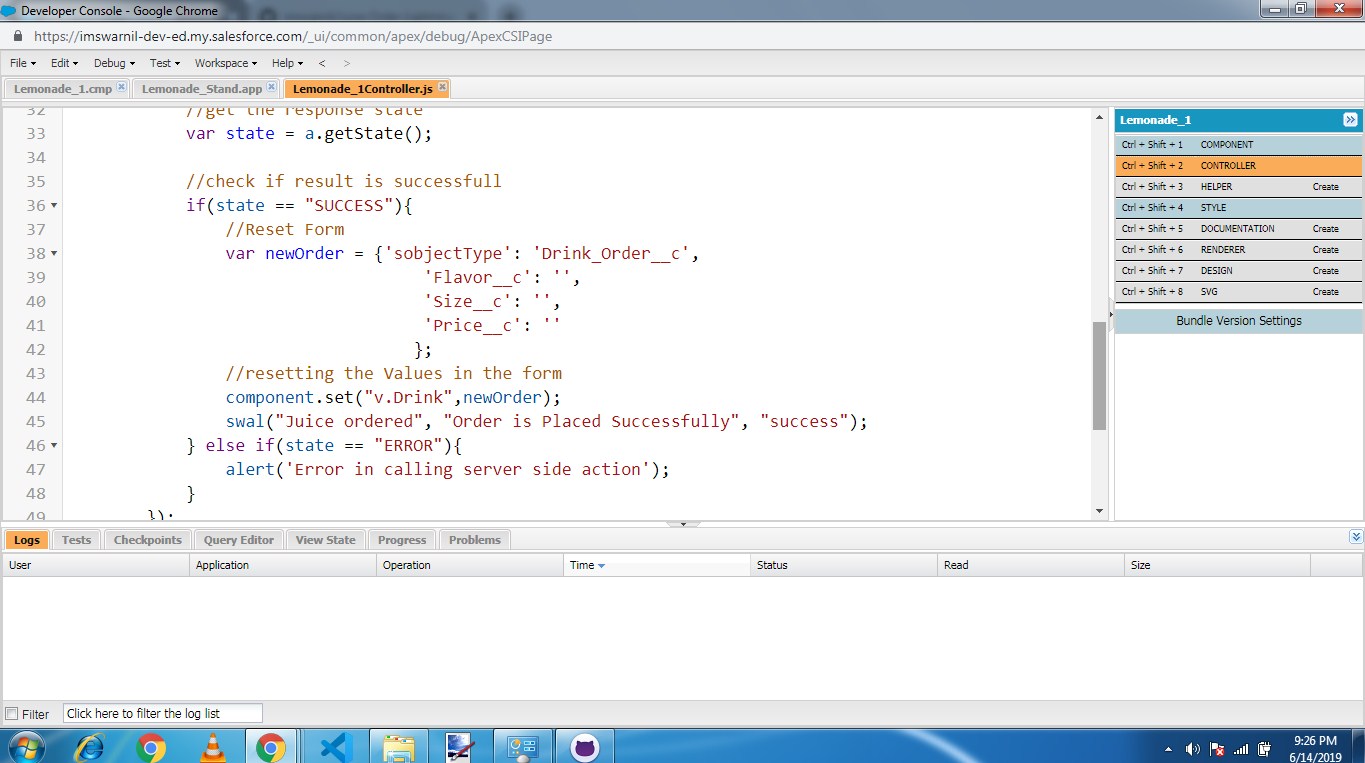 Developer Console - Google Chrome
https://imswarnil-dev-ed.my.salesforce.com/_ui/common/apex/debug/ApexCSIPage
File Edit Debug Test Workspace Help < >
Lemonade_1.cmp Lemonade_Stand.app Lemonade_1Controller.js
32 //get the response state
33 var state = a.getState();
34
35 //check if result is successfull
36 if(state == "SUCCESS"){
37 //Reset Form
38 var newOrder = {'sobjectType': 'Drink_Order__c',
39 'Flavor__c': '',
40 'Size__c': '',
41 'Price__c': ''
42 };
43 //resetting the Values in the form
44 component.set("v.Drink",newOrder);
45 swal("Juice ordered", "Order is Placed Successfully", "success");
46 } else if(state == "ERROR"){
47 alert('Error in calling server side action');
48 }
49 });
Lemonade_1
Ctrl + Shift + 1 COMPONENT
Ctrl + Shift + 2 CONTROLLER
Ctrl + Shift + 3 HELPER Create
Ctrl + Shift + 4 STYLE
Ctrl + Shift + 5 DOCUMENTATION Create
Ctrl + Shift + 6 RENDERER Create
Ctrl + Shift + 7 DESIGN Create
Ctrl + Shift + 8 SVG Create
Bundle Version Settings
Logs Tests Checkpoints Query Editor View State Progress Problems
User Application Operation Time Status Read Size
Filter Click here to filter the log list
9:26 PM
6/14/2019